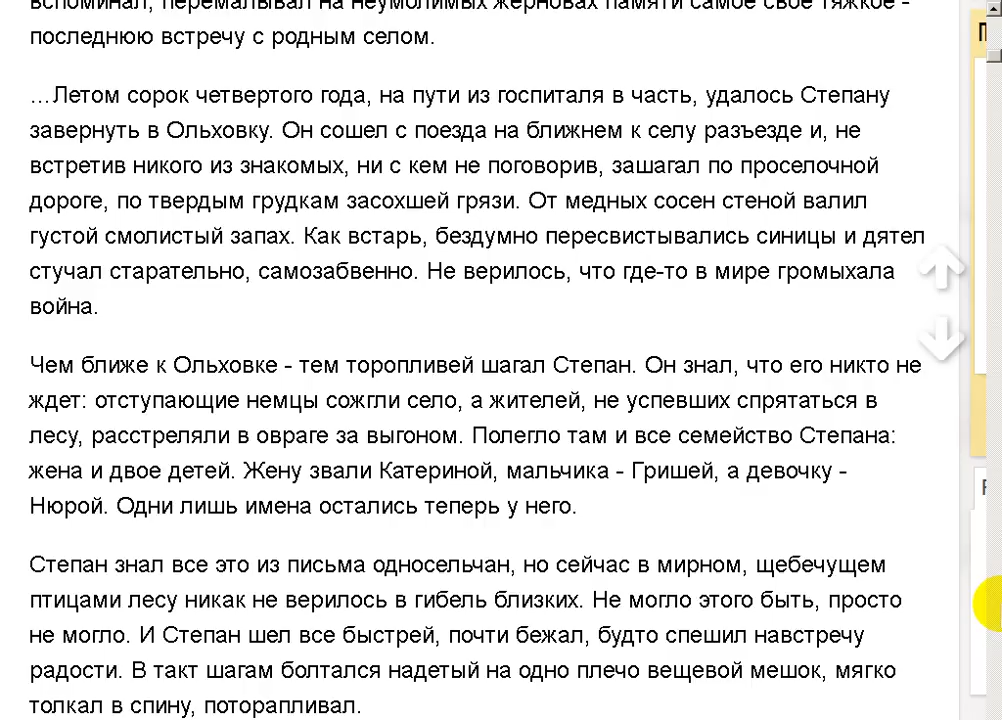 вспоминал, перемалывал на неумолимых жерновах памяти самое свое тяжкое -
последнюю встречу с родным селом.
…Летом сорок четвертого года, на пути из госпиталя в часть, удалось Степану
завернуть в Ольховку. Он сошел с поезда на ближнем к селу разъезде и, не
встретив никого из знакомых, ни с кем не поговорив, зашагал по проселочной
дороге, по твердым грудкам засохшей грязи. От медных сосен стеной валил
густой смолистый запах. Как встарь, бездумно пересвистывались синицы и дятел
стучал старательно, самозабвенно. Не верилось, что где-то в мире громыхала
война.
Чем ближе к Ольховке - тем торопливей шагал Степан. Он знал, что его никто не
ждет: отступающие немцы сожгли село, а жителей, не успевших спрятаться в
лесу, расстреляли в овраге за выгоном. Полегло там и все семейство Степана:
жена и двое детей. Жену звали Катериной, мальчика - Гришей, а девочку -
Нюрой. Одни лишь имена остались теперь у него.
Степан знал все это из письма односельчан, но сейчас в мирном, щебечущем
птицами лесу никак не верилось в гибель близких. Не могло этого быть, просто
не могло. И Степан шел все быстрей, почти бежал, будто спешил навстречу
радости. В такт шагам болтался надетый на одно плечо вещевой мешок, мягко
толкал в спину, поторапливал.